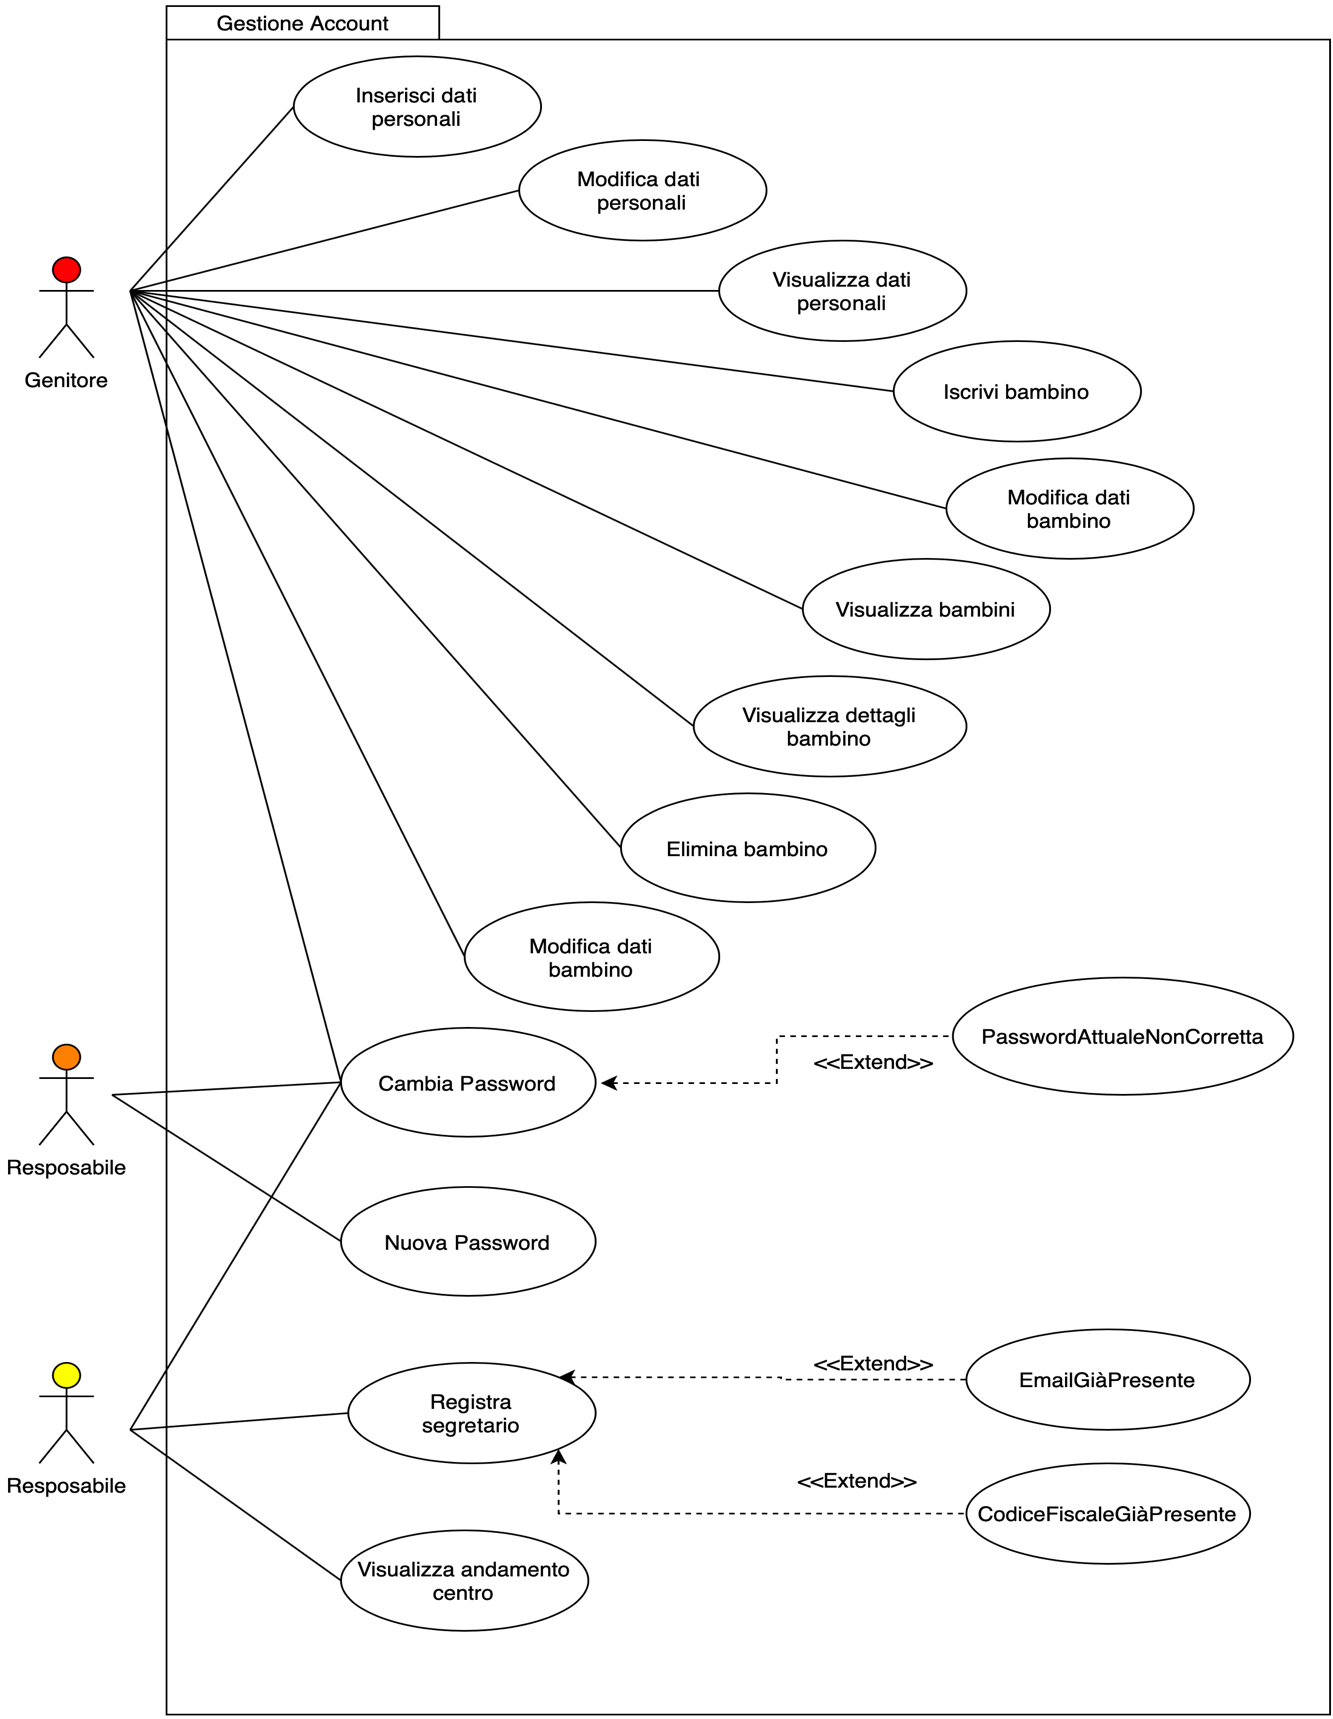 Gestione Account
Inserisci dati
personali
Modifica dati
personali
Visualizza dati
personali
Genitore
Iscrivi bambino
Modifica dati
bambino
Visualizza bambini
Visualizza dettagli
bambino
Elimina bambino
Modifica dati
bambino
PasswordAttualeNonCorretta
<<Extend>>
Cambia Password
Resposabile
Nuova Password
<<Extend>>
EmailGiàPresente
Registra
segretario
Resposabile
<<Extend>>
CodiceFiscaleGiàPresente
Visualizza andamento
centro